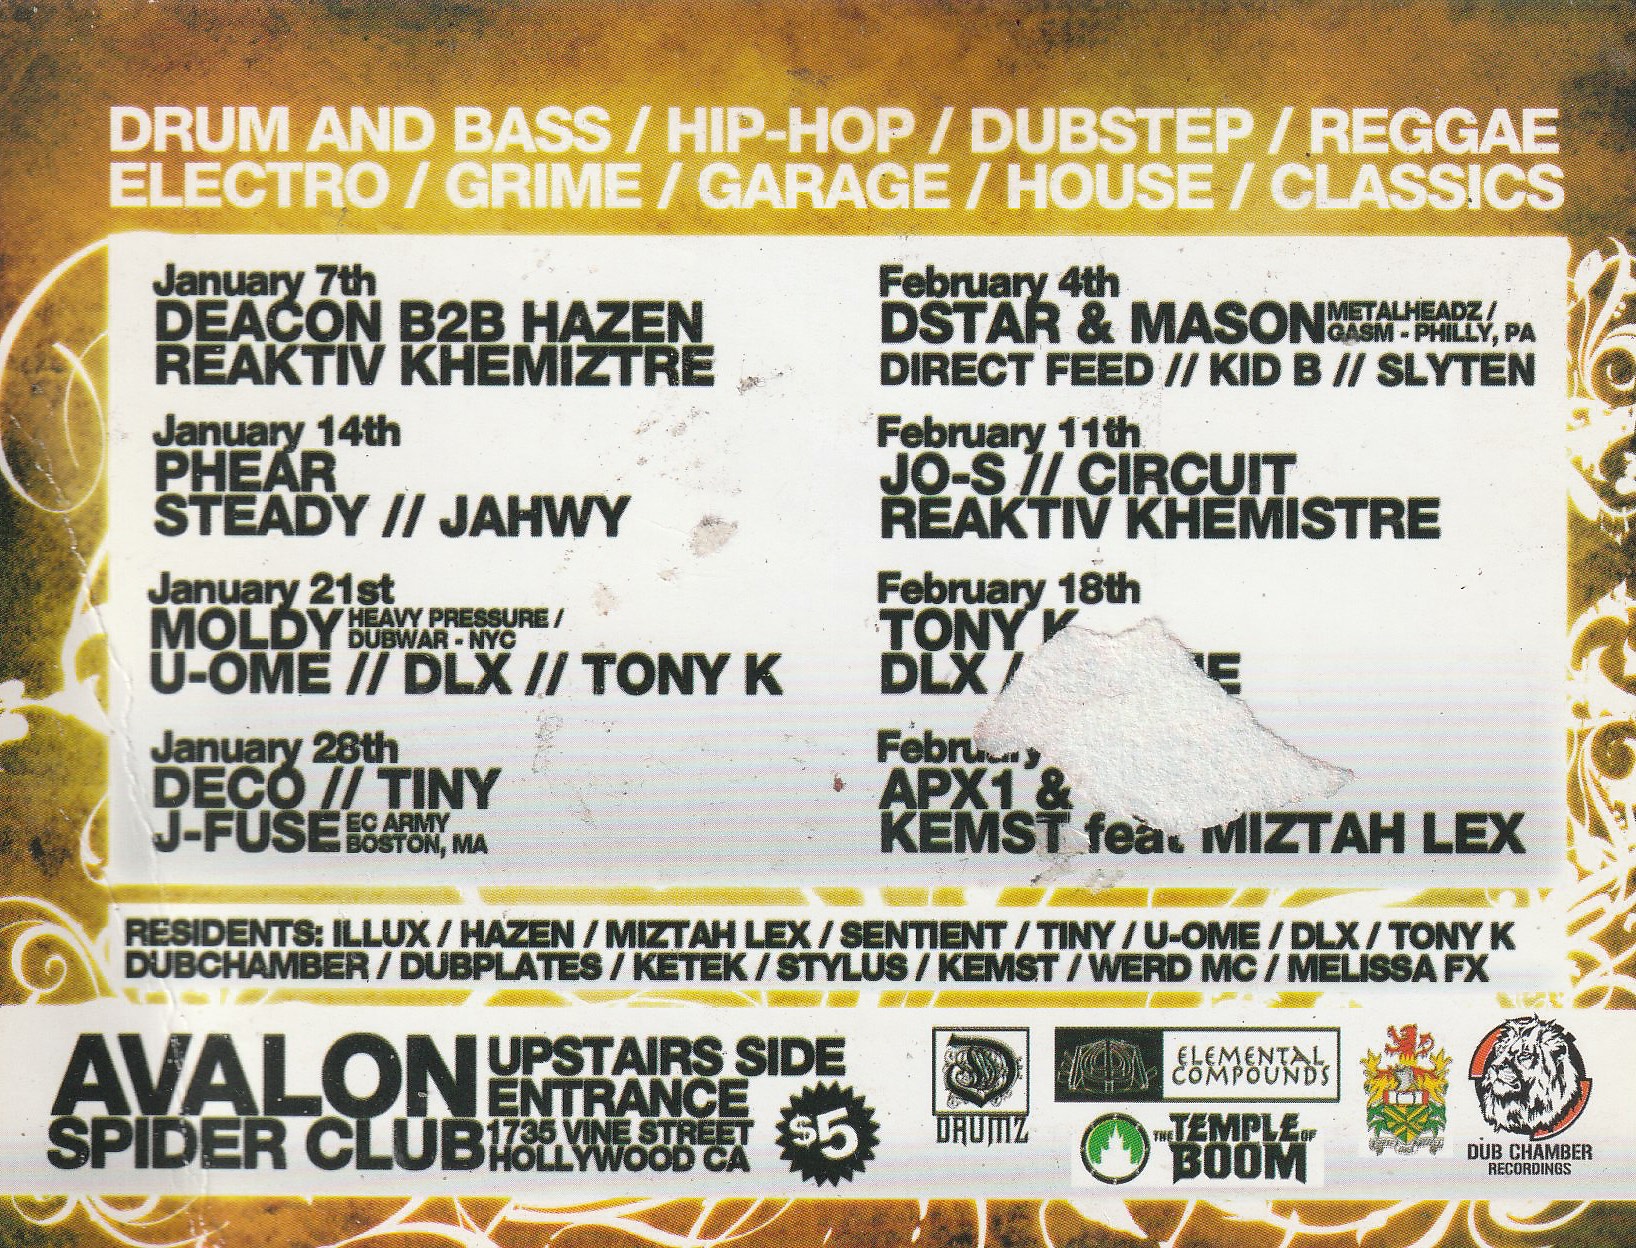 DRUM AND BASS / HIP-HOP / DUBSTEP / REGGAE
ELECTRO / GRIME / GARAGE / HOUSE / CLASSICS
January 7th
DEACON B2B HAZEN
REAKTIV KHEMIZTRE
January 14th
PHEAR
STEADY // JAHWY
January 21st
MOLDY HEAVY PRESSURE /
DUBWAR - NYC
U-OME // DLX // TONY K
January 28th
DECO // TINY
J-FUSE EC ARMY
BOSTON, MA
February 4th
DSTAR & MASON METALHEADZ /
GASM - PHILLY, PA
DIRECT FEED // KID B // SLYTEN
February 11th
JO-S // CIRCUIT
REAKTIV KHEMISTRE
February 18th
TONY K
DLX
February
APX1 &
KEMST feat MIZTAH LEX
RESIDENTS: ILLUX / HAZEN / MIZTAH LEX / SENTIENT / TINY / U-OME / DLX / TONY K
DUBCHAMBER / DUBPLATES / KETEK / STYLUS / KEMST / WERD MC / MELISSA FX
AVALON
SPIDER CLUB
UPSTAIRS SIDE
ENTRANCE
1735 VINE STREET
HOLLYWOOD CA
$5
DRUMZ
ELEMENTAL
COMPOUNDS
THE TEMPLE OF
BOOM
DUB CHAMBER
RECORDINGS